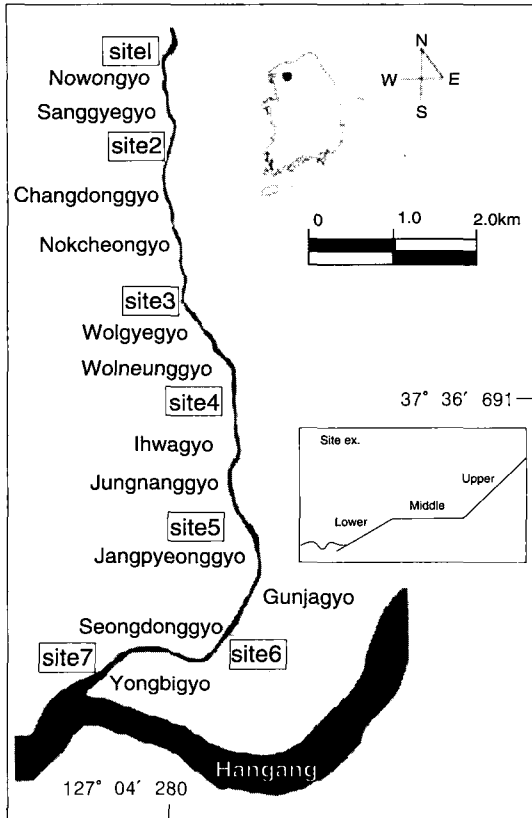 site1
Nowongyo
Sanggyegyo
site2
Changdonggyo
Nokcheongyo
site3
Wolgyegyo
Wolneunggyo
site4
Ihwagyo
Jungnanggyo
site5
Jangpyeonggyo
Gunjagyo
Seongdonggyo
site6
site7
Yongbigyo
Hangang
127° 04′ 280
N
W E
S
0 1.0 2.0km
37° 36′ 691
Site ex.
Upper
Middle
Lower